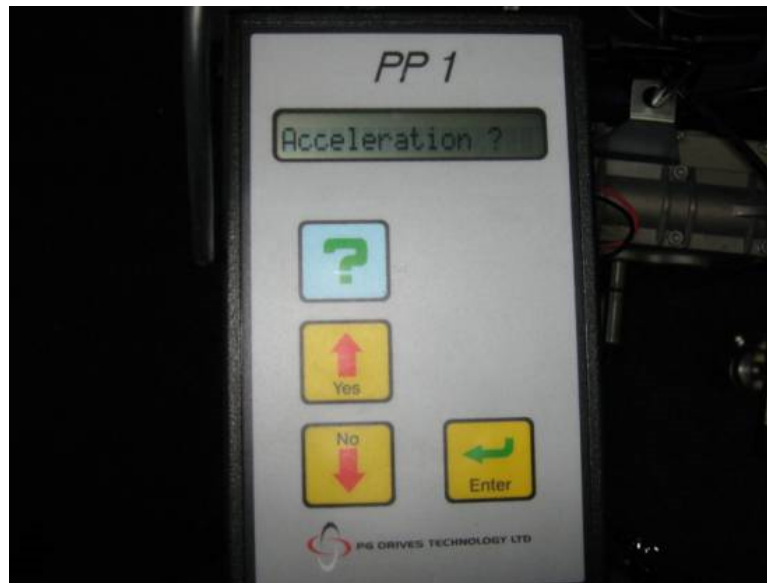 PP 1
Acceleration ?
?
Yes
No
Enter
PG DRIVES TECHNOLOGY LTD